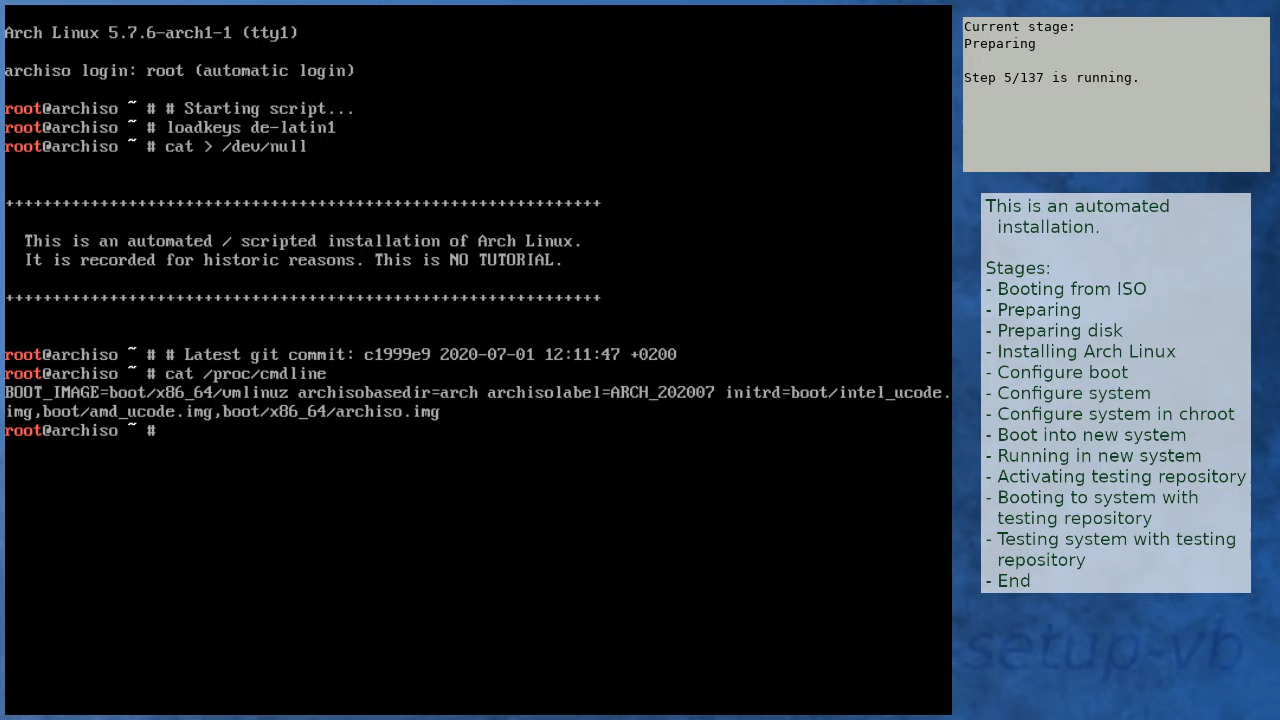 Arch Linux 5.7.6-arch1-1 (tty1)
archiso login: root (automatic login)
root@archiso ~ # # Starting script...
root@archiso ~ # loadkeys de-latin1
root@archiso ~ # cat > /dev/null
+++++++++++++++++++++++++++++++++++++++++++++++++++++++++++++++
This is an automated / scripted installation of Arch Linux.
It is recorded for historic reasons. This is NO TUTORIAL.
+++++++++++++++++++++++++++++++++++++++++++++++++++++++++++++++
root@archiso ~ # # Latest git commit: c1999e9 2020-07-01 12:11:47 +0200
root@archiso ~ # cat /proc/cmdline
BOOT_IMAGE=boot/x86_64/vmlinuz archisobasedir=arch archisolabel=ARCH_202007 initrd=boot/intel_ucode.
img,boot/amd_ucode.img,boot/x86_64/archiso.img
root@archiso ~ #
Current stage:
Preparing
Step 5/137 is running.
This is an automated
installation.
Stages:
- Booting from ISO
- Preparing
- Preparing disk
- Installing Arch Linux
- Configure boot
- Configure system
- Configure system in chroot
- Boot into new system
- Running in new system
- Activating testing repository
- Booting to system with
testing repository
- Testing system with testing
repository
- End
setup-vb